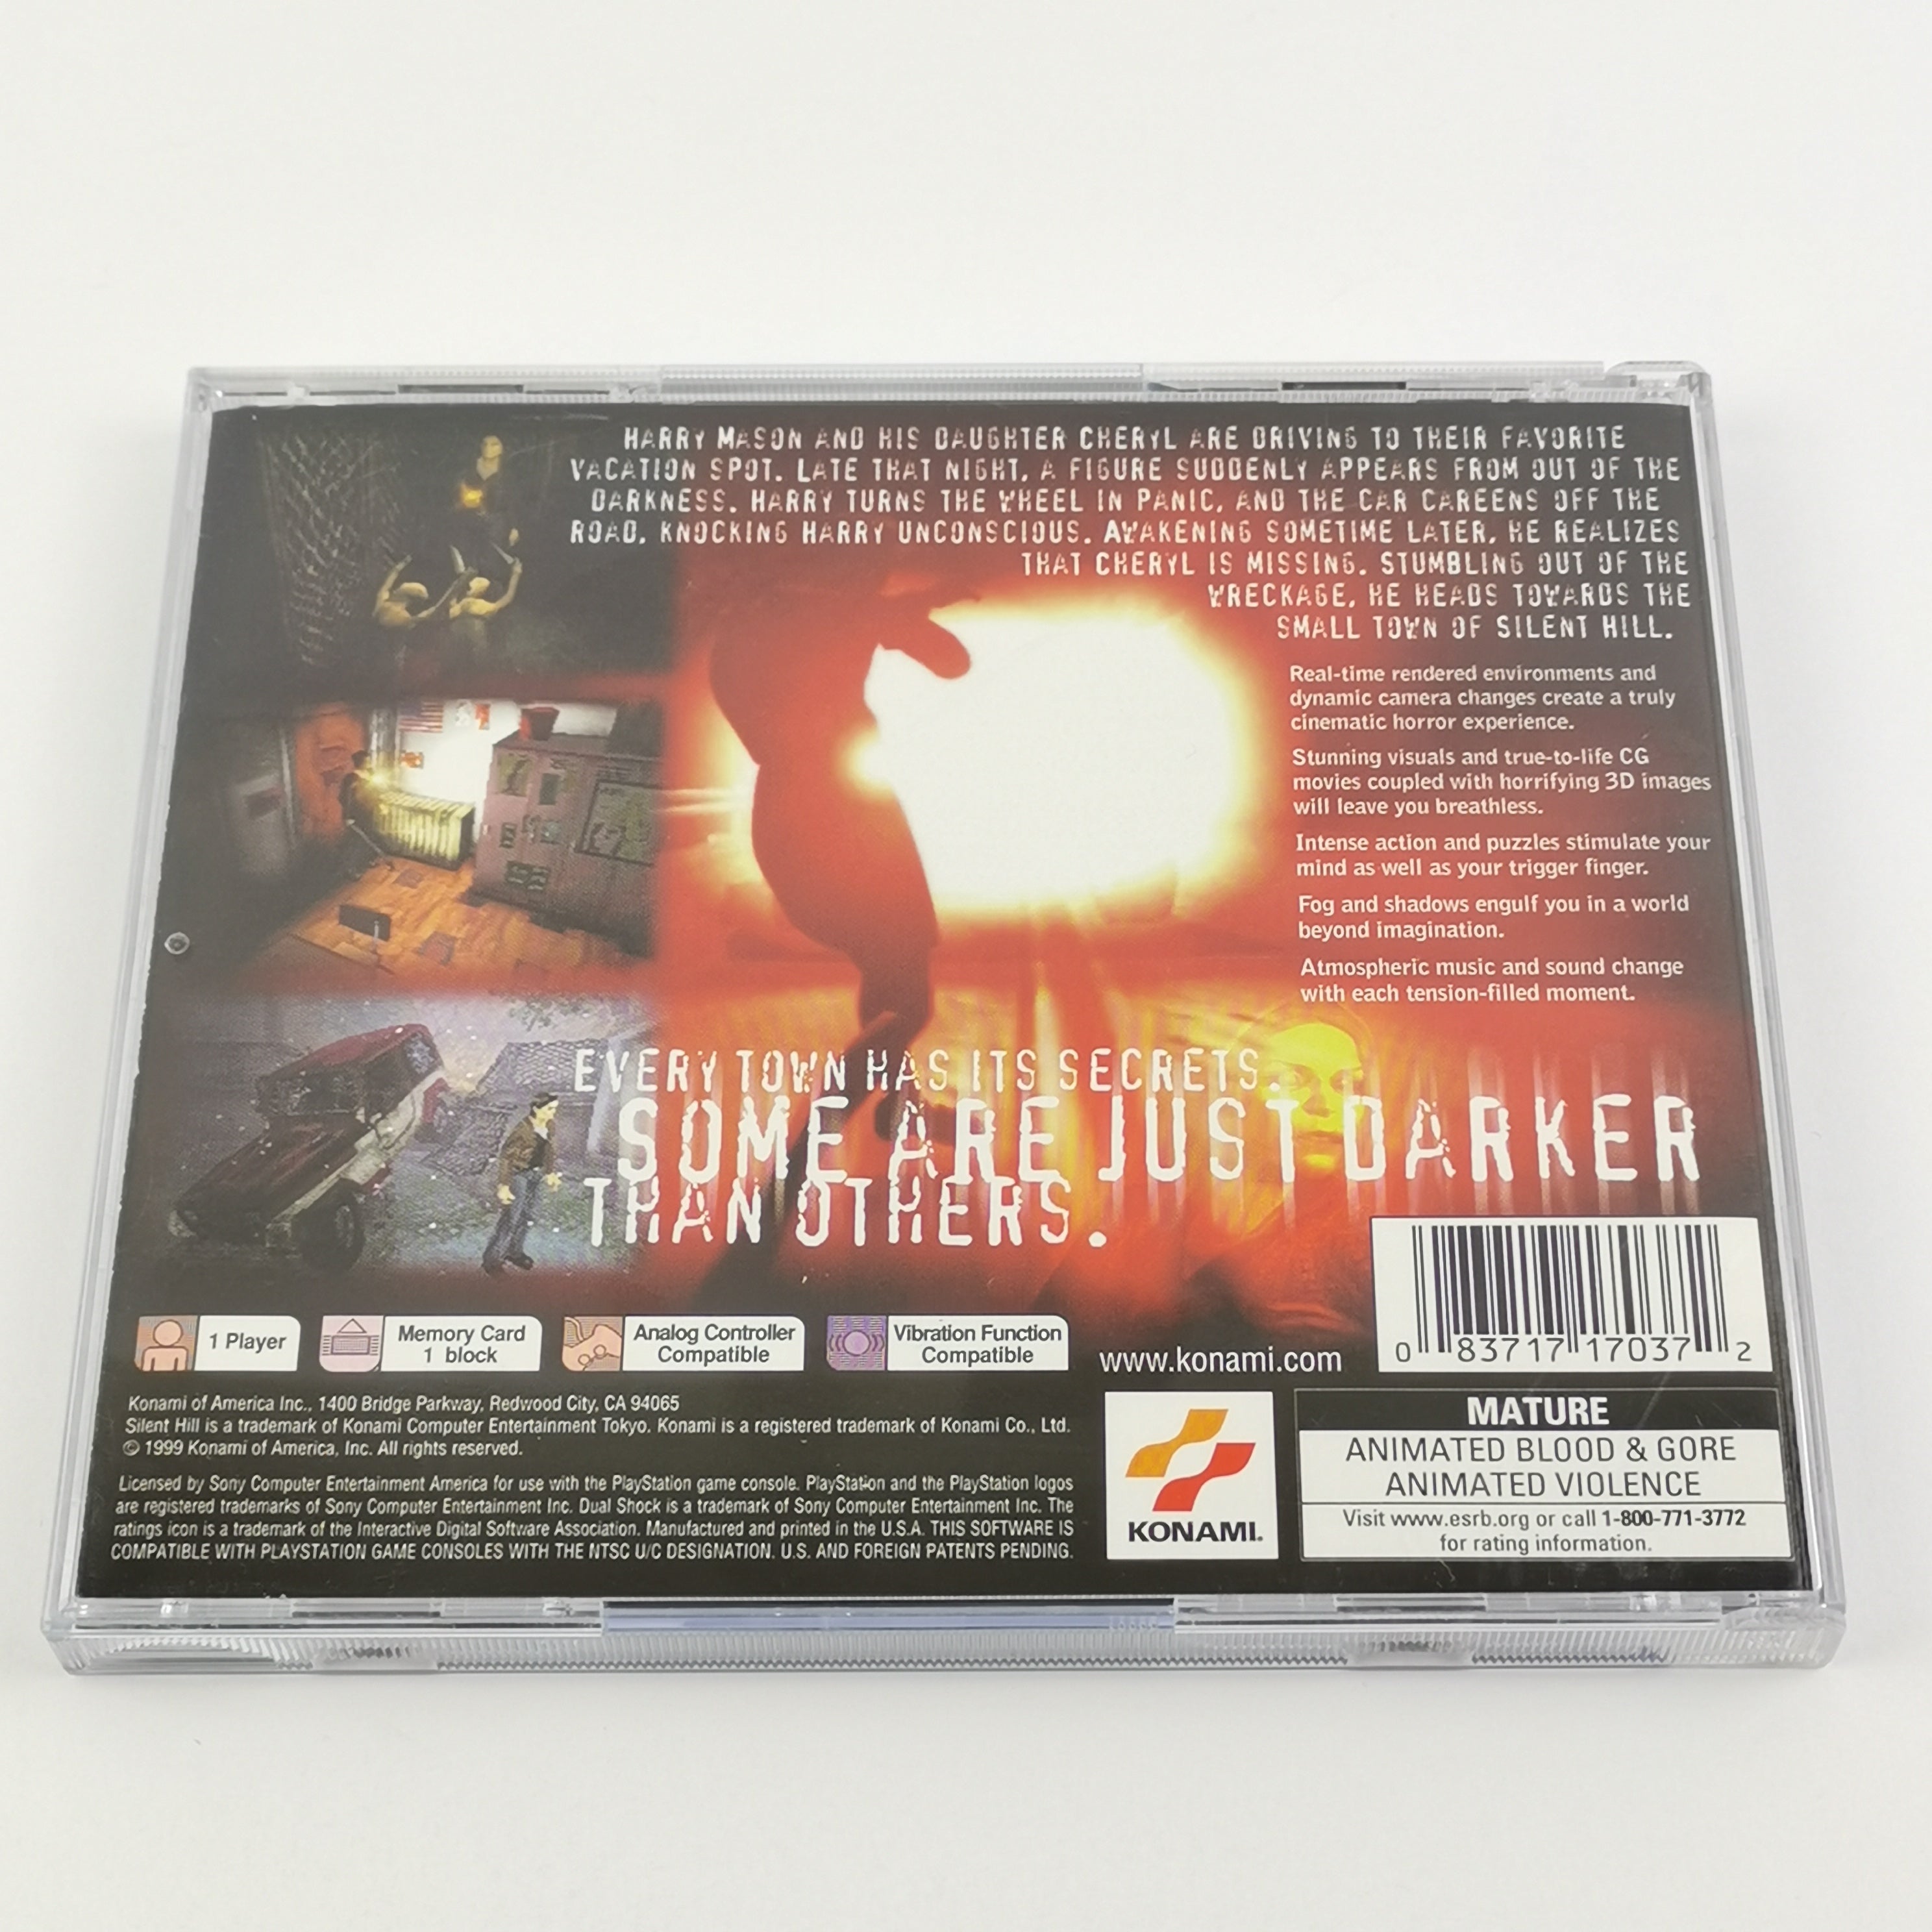 HARRY MASON AND HIS DAUGHTER CHERYL ARE DRIVING TO THEIR FAVORITE
VACATION SPOT. LATE THAT NIGHT, A FIGURE SUDDENLY APPEARS FROM OUT OF THE
DARKNESS. HARRY TURNS THE WHEEL IN PANIC, AND THE CAR CAREENS OFF THE
ROAD, KNOCKING HARRY UNCONSCIOUS. AWAKENING SOMETIME LATER, HE REALIZES
THAT CHERYL IS MISSING. STUMBLING OUT OF THE
WRECKAGE, HE HEADS TOWARDS THE
SMALL TOWN OF SILENT HILL.
Real-time rendered environments and
dynamic camera changes create a truly
cinematic horror experience.
Stunning visuals and true-to-life CG
movies coupled with horrifying 3D images
will leave you breathless.
Intense action and puzzles stimulate your
mind as well as your trigger finger.
Fog and shadows engulf you in a world
beyond imagination.
Atmospheric music and sound change
with each tension-filled moment.
EVERY TOWN HAS ITS SECRETS.
SOME ARE JUST DARKER
THAN OTHERS.
1 Player
Memory Card
1 block
Analog Controller
Compatible
Vibration Function
Compatible
www.konami.com
0 83717 17037 2
Konami of America Inc., 1400 Bridge Parkway, Redwood City, CA 94065
Silent Hill is a trademark of Konami Computer Entertainment Tokyo. Konami is a registered trademark of Konami Co., Ltd.
© 1999 Konami of America, Inc. All rights reserved.
Licensed by Sony Computer Entertainment America for use with the PlayStation game console. PlayStation and the PlayStation logos
are registered trademarks of Sony Computer Entertainment Inc. Dual Shock is a trademark of Sony Computer Entertainment Inc. The
ratings icon is a trademark of the Interactive Digital Software Association. Manufactured and printed in the U.S.A. THIS SOFTWARE IS
COMPATIBLE WITH PLAYSTATION GAME CONSOLES WITH THE NTSC U/C DESIGNATION. U.S. AND FOREIGN PATENTS PENDING.
KONAMI.
MATURE
ANIMATED BLOOD & GORE
ANIMATED VIOLENCE
Visit www.esrb.org or call 1-800-771-3772
for rating information.